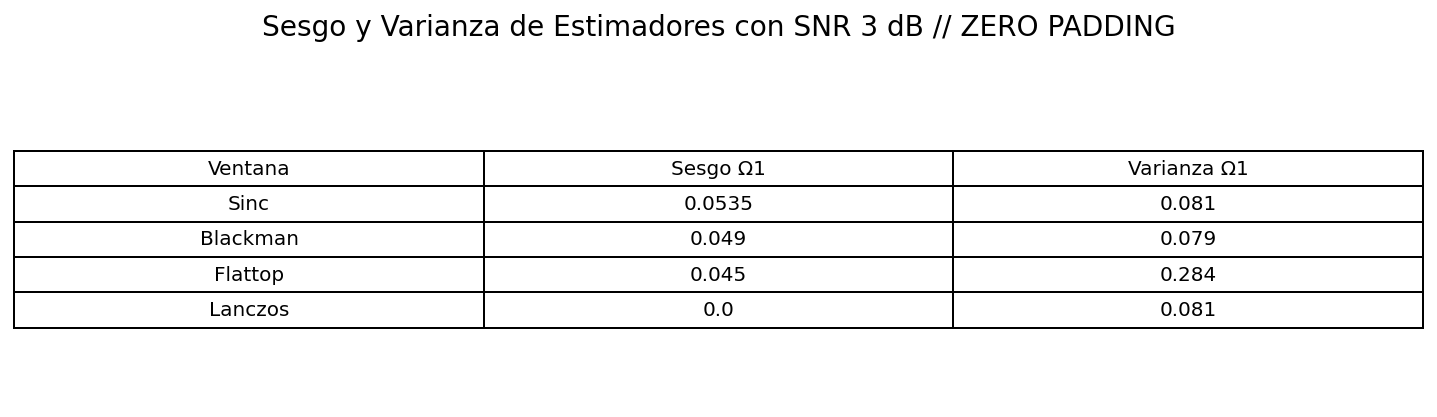 Sesgo y Varianza de Estimadores con SNR 3 dB // ZERO PADDING
Ventana Sesgo Ω1 Varianza Ω1
Sinc 0.0535 0.081
Blackman 0.049 0.079
Flattop 0.045 0.284
Lanczos 0.0 0.081